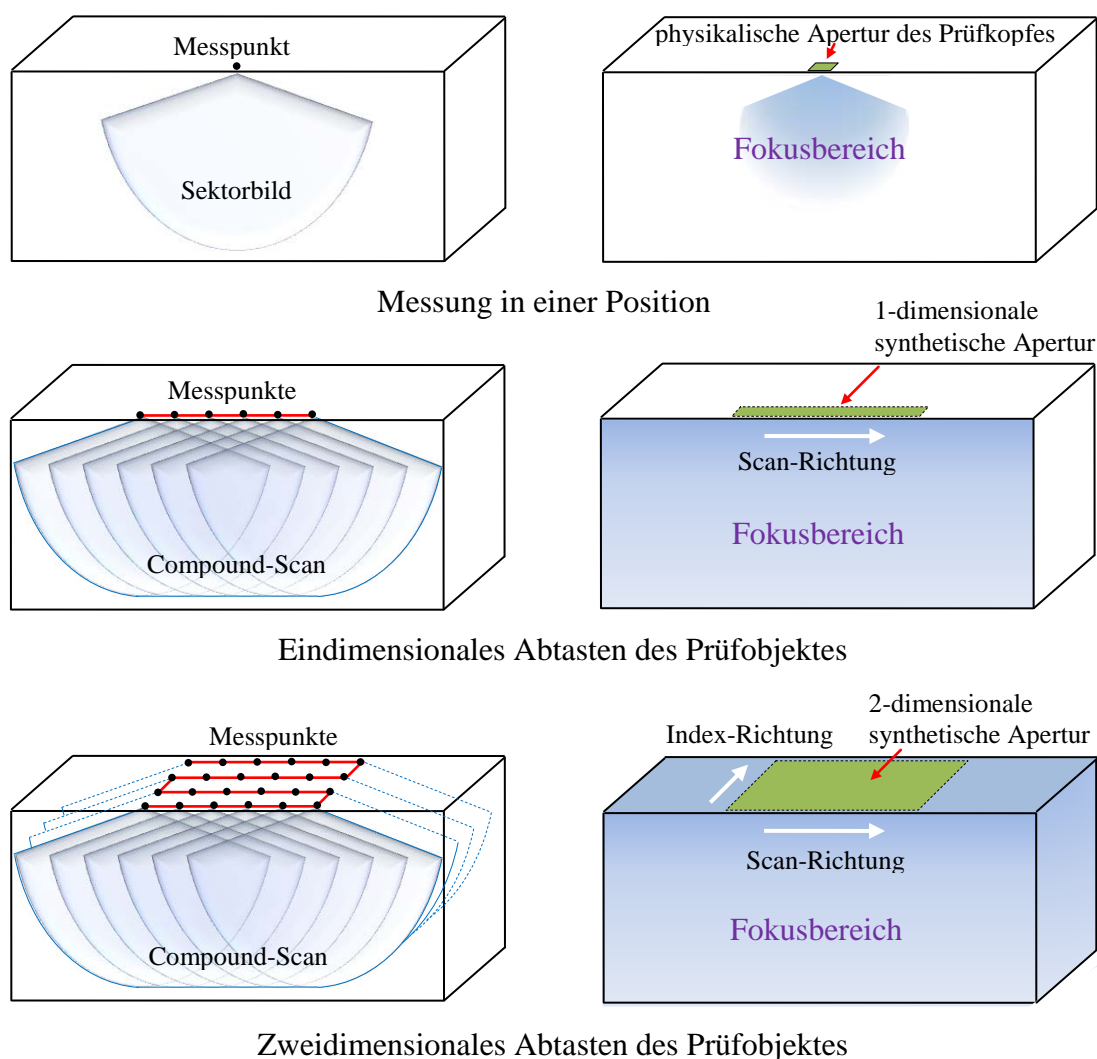 Messpunkt
Sektorbild
physikalische Apertur des Prüfkopfes
Fokusbereich
Messung in einer Position
Messpunkte
Compound-Scan
1-dimensionale
synthetische Apertur
Scan-Richtung
Fokusbereich
Eindimensionales Abtasten des Prüfobjektes
Messpunkte
Compound-Scan
2-dimensionale
synthetische Apertur
Index-Richtung
Scan-Richtung
Fokusbereich
Zweidimensionales Abtasten des Prüfobjektes